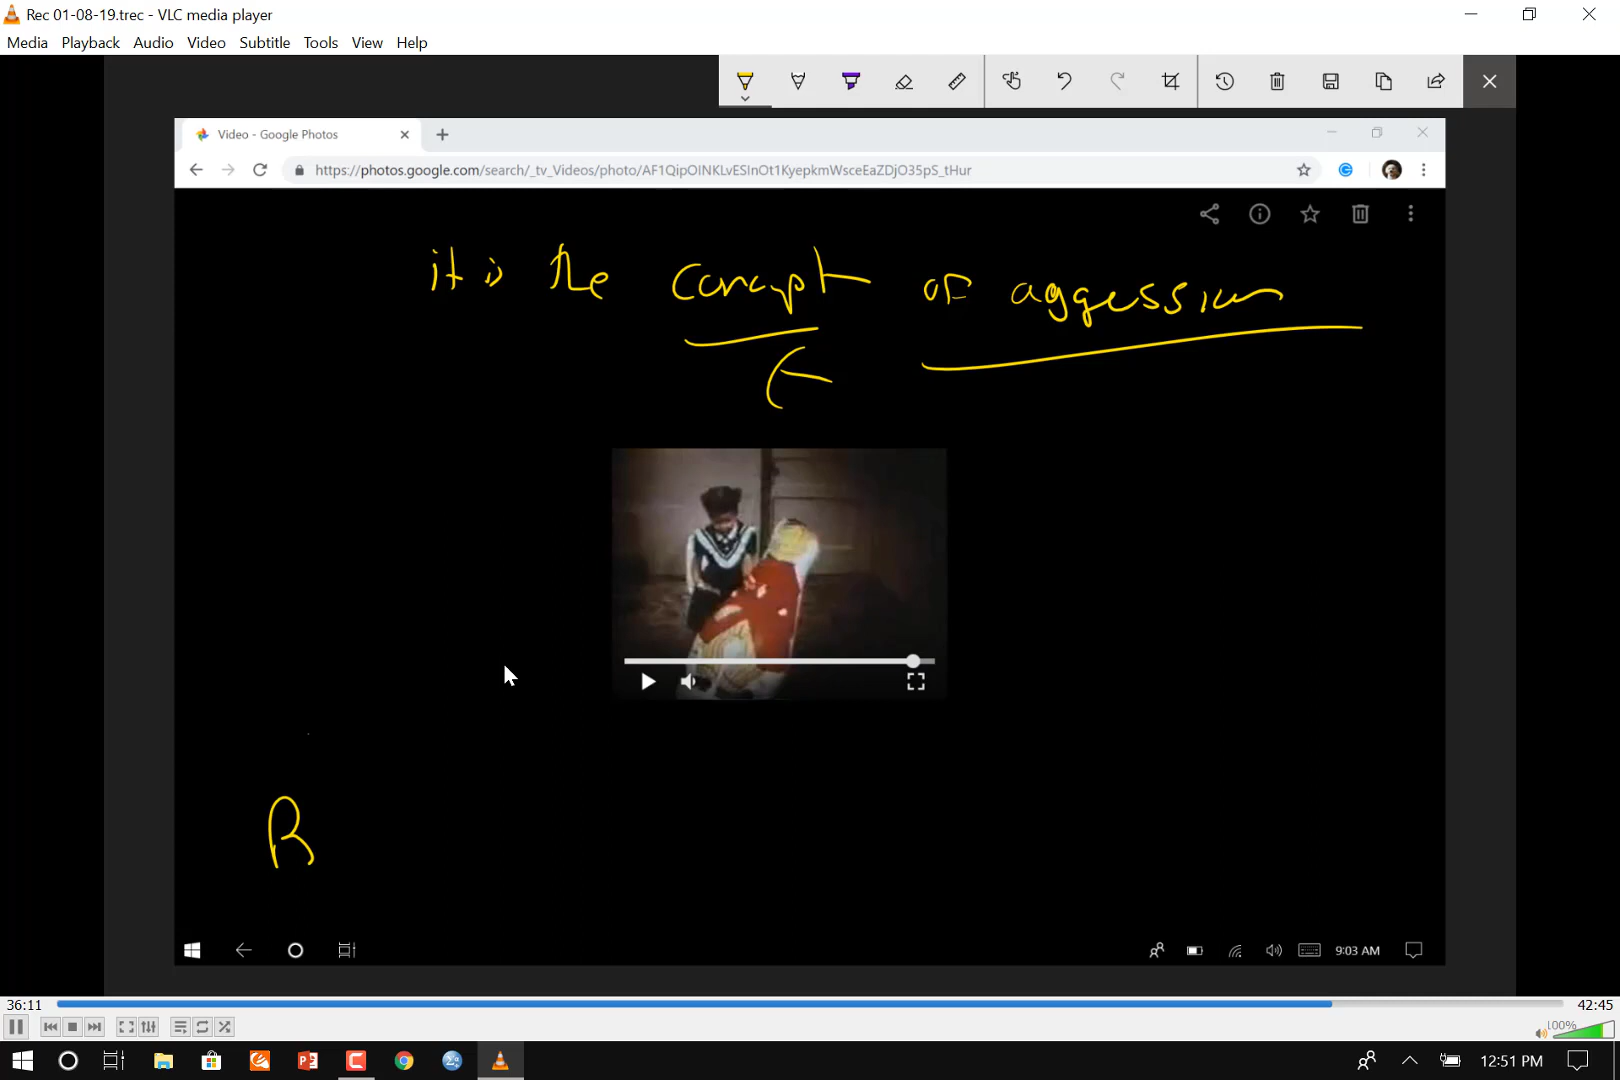 Rec 01-08-19.trec - VLC media player
Media Playback Audio Video Subtitle Tools View Help
Video - Google Photos
https://photos.google.com/search/_tv_Videos/photo/AF1QipOINKLvESInOt1KyepkmWsceEaZDjO35pS_tHur
it is the concept of aggession
R
9:03 AM
36:11 42:45
100%
12:51 PM